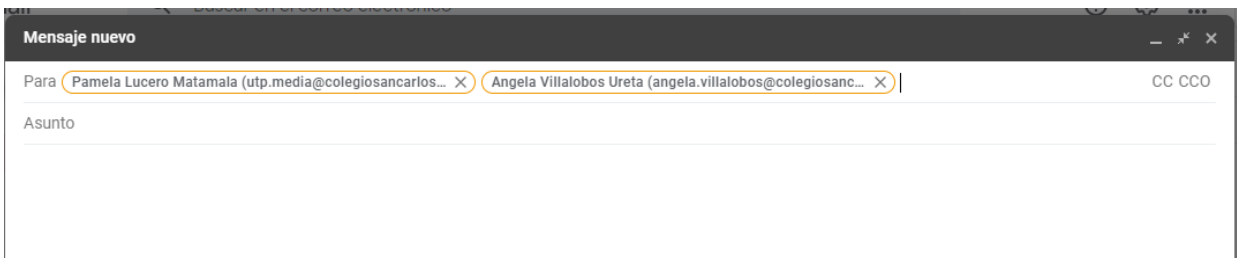 Mensaje nuevo
Para Pamela Lucero Matamala (utp.media@colegiosancarlos... Angela Villalobos Ureta (angela.villalobos@colegiosanc... CC CCO
Asunto